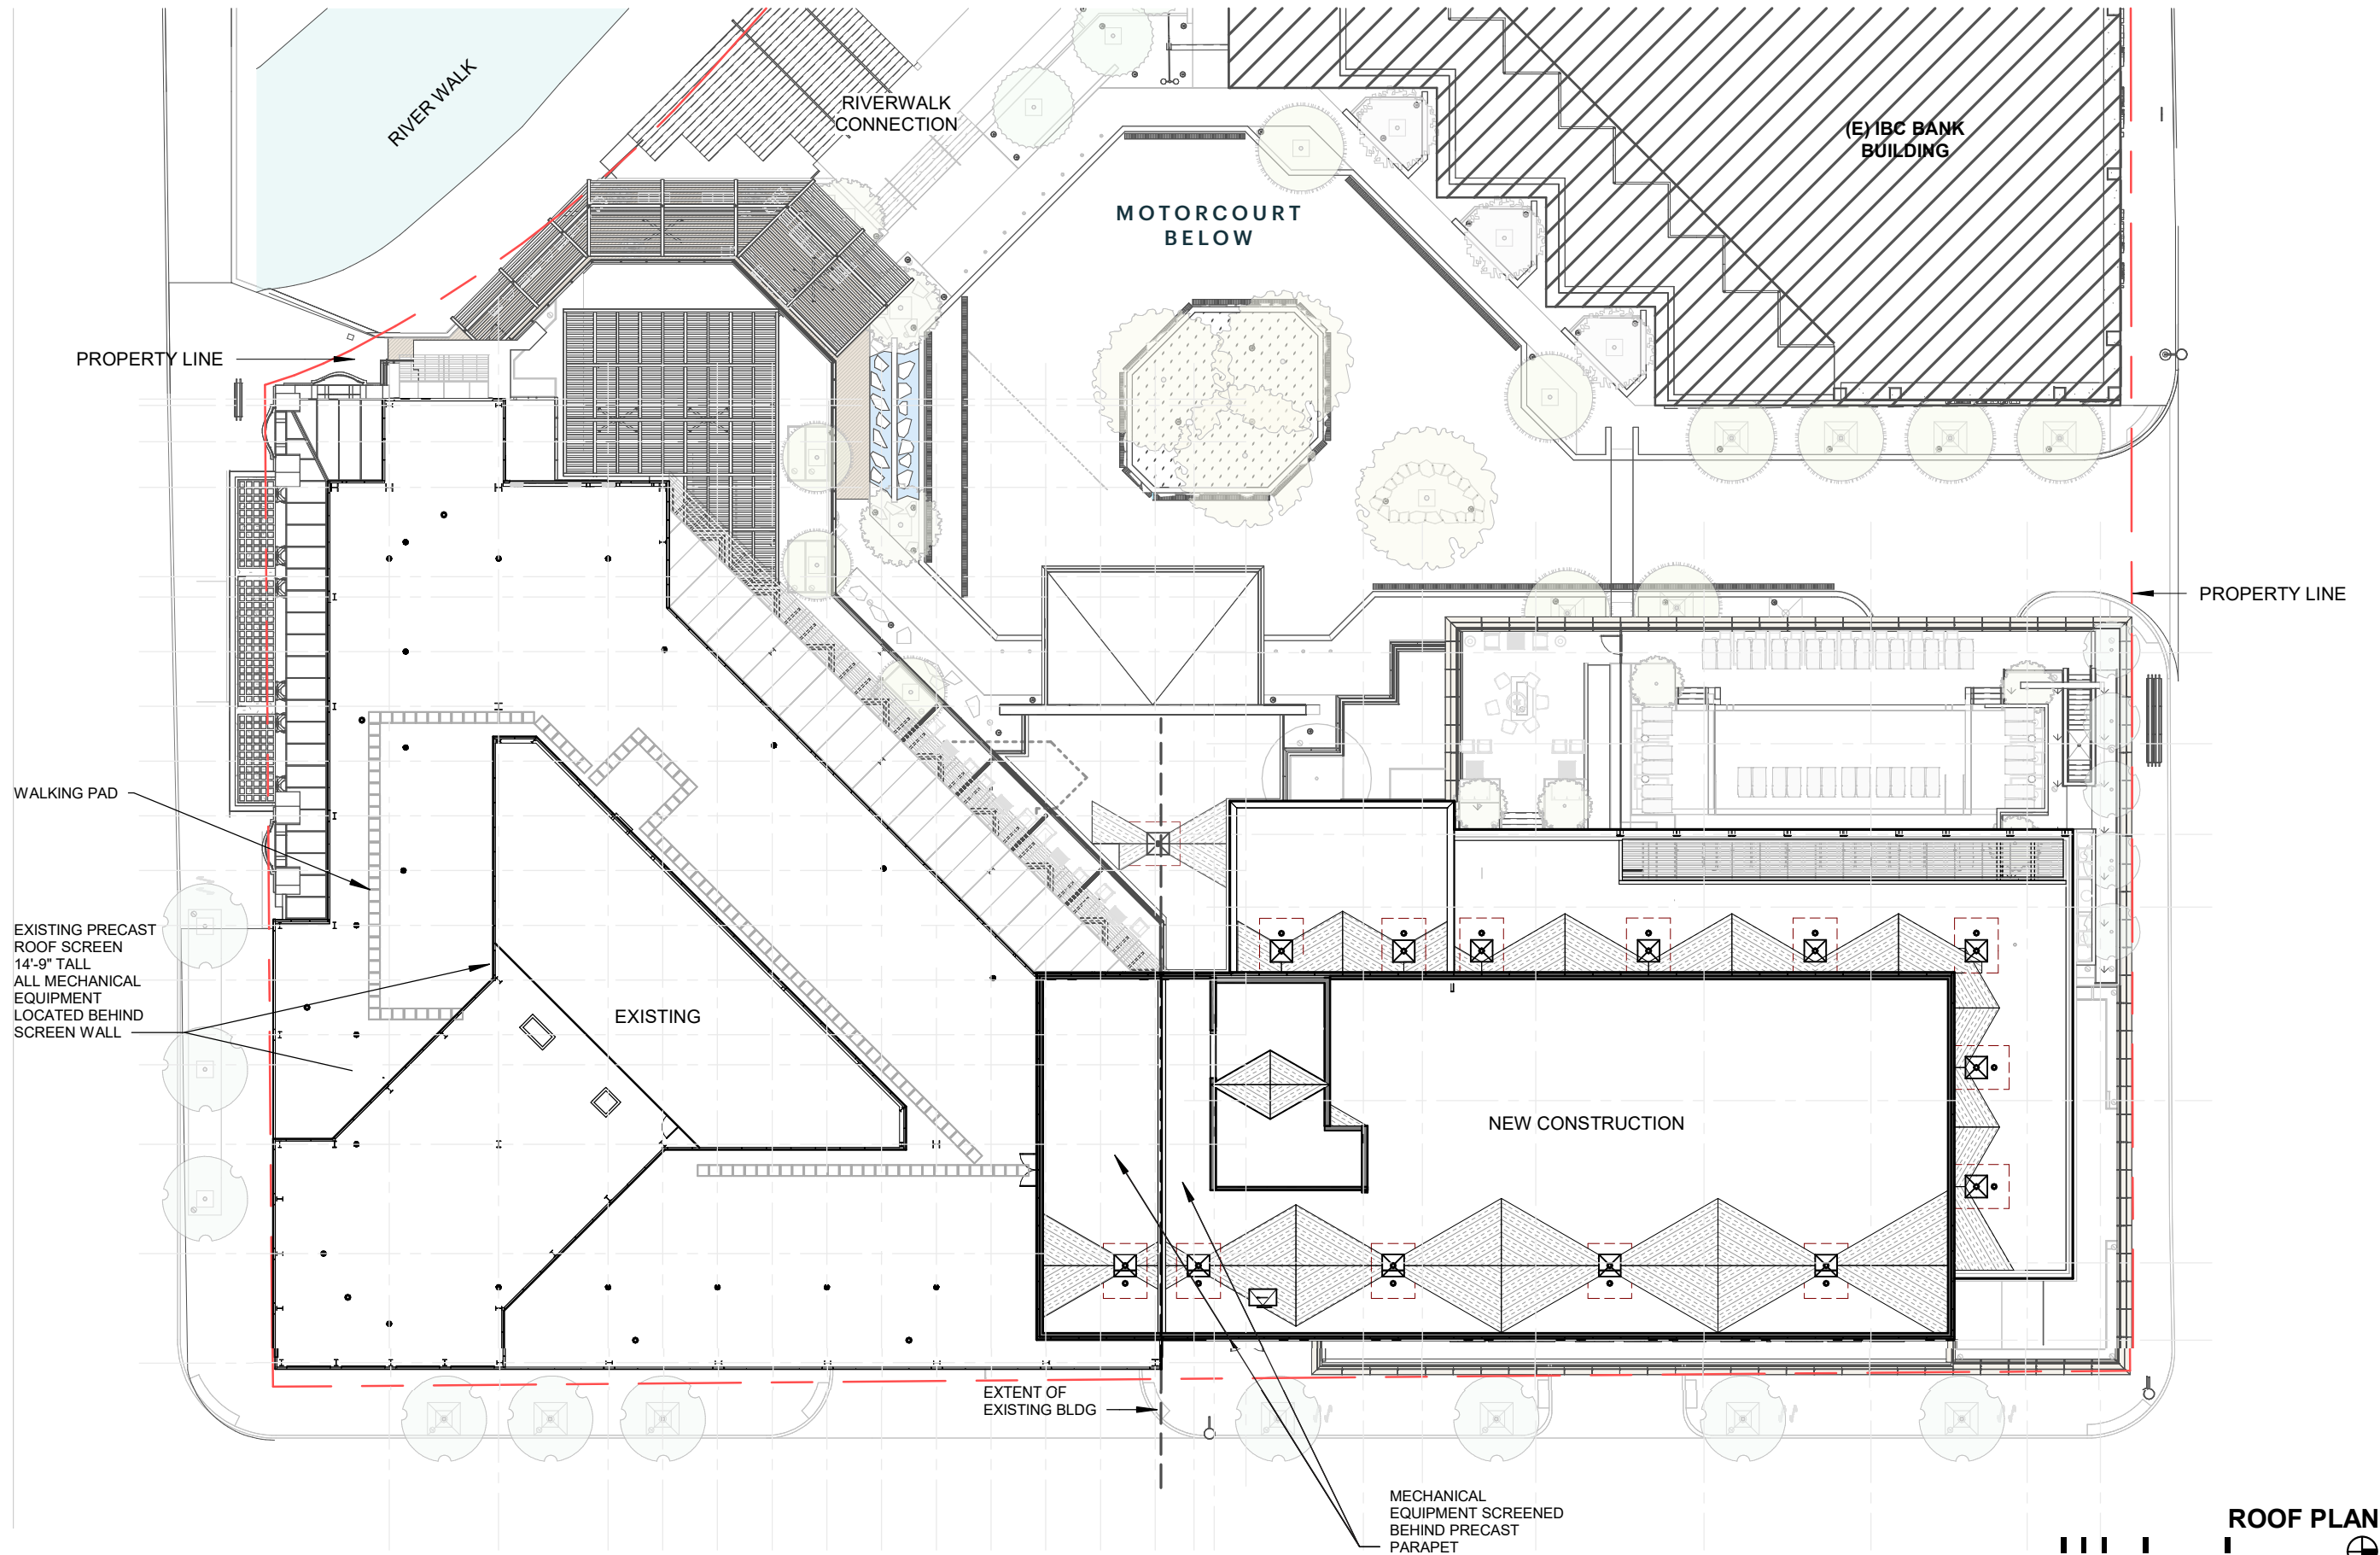 RIVER WALK
RIVERWALK
CONNECTION
(E) IBC BANK
BUILDING
MOTORCOURT
BELOW
PROPERTY LINE
PROPERTY LINE
WALKING PAD
EXISTING PRECAST
ROOF SCREEN
14'-9" TALL
ALL MECHANICAL
EQUIPMENT
LOCATED BEHIND
SCREEN WALL
EXISTING
NEW CONSTRUCTION
EXTENT OF
EXISTING BLDG
MECHANICAL
EQUIPMENT SCREENED
BEHIND PRECAST
PARAPET
ROOF PLAN